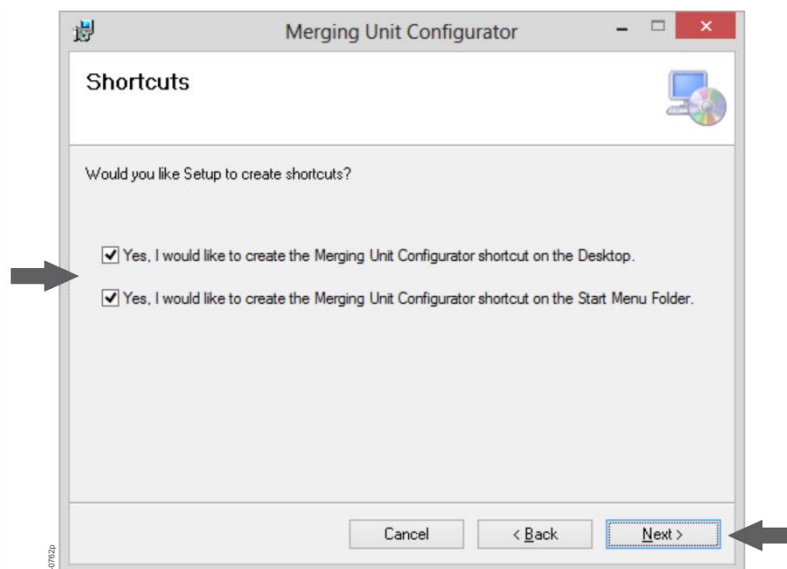 Merging Unit Configurator
Shortcuts
Would you like Setup to create shortcuts?
Yes, I would like to create the Merging Unit Configurator shortcut on the Desktop.
Yes, I would like to create the Merging Unit Configurator shortcut on the Start Menu Folder.
Cancel
< Back
Next >
-0762p